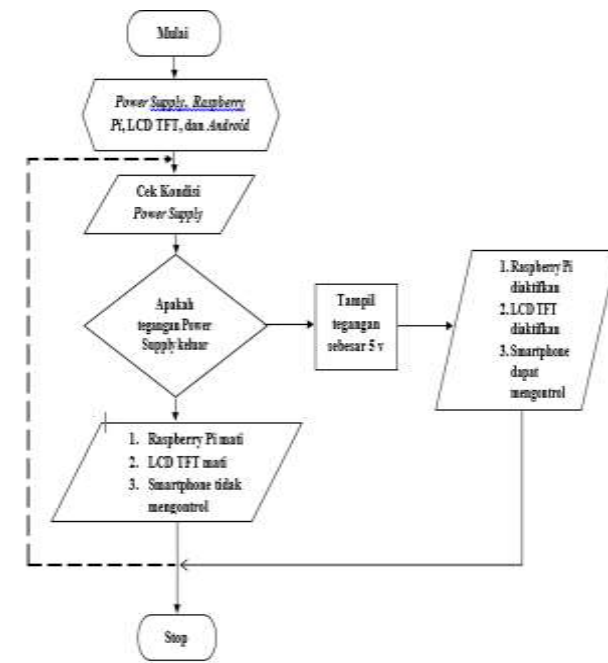 Mulai
Power Supply, Raspberry
Pi, LCD TFT, dan Android
Cek Kondisi
Power Supply
Apakah
tegangan Power
Supply keluar
Tampil
tegangan
sebesar 5 v
1. Raspberry Pi
diaktifkan
2. LCD TFT
diaktifkan
3. Smartphone
dapat
mengontrol
1. Raspberry Pi mati
2. LCD TFT mati
3. Smartphone tidak
mengontrol
Stop